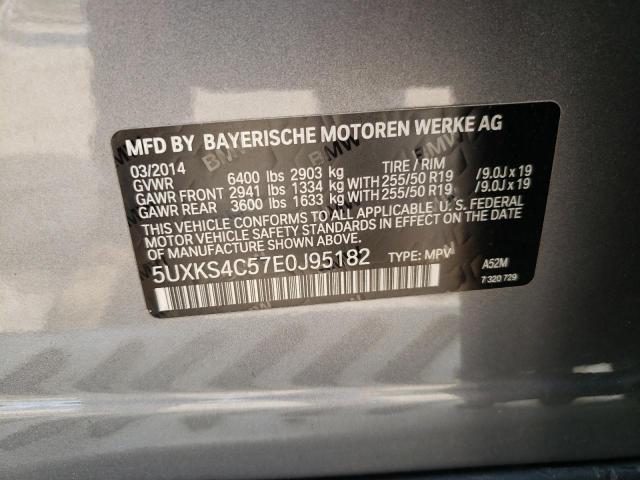 MFD BY BAYERISCHE MOTOREN WERKE AG
03/2014 TIRE / RIM
GVWR 6400 lbs 2903 kg
GAWR FRONT 2941 lbs 1334 kg WITH 255/50 R19 /9.0J x 19
GAWR REAR 3600 lbs 1633 kg WITH 255/50 R19 /9.0J x 19
THIS VEHICLE CONFORMS TO ALL APPLICABLE U.S. FEDERAL
MOTOR VEHICLE SAFETY STANDARDS IN EFFECT ON THE DATE
OF MANUFACTURE SHOWN ABOVE.
5UXKS4C57E0J95182 TYPE: MPV A52M
7 320 729